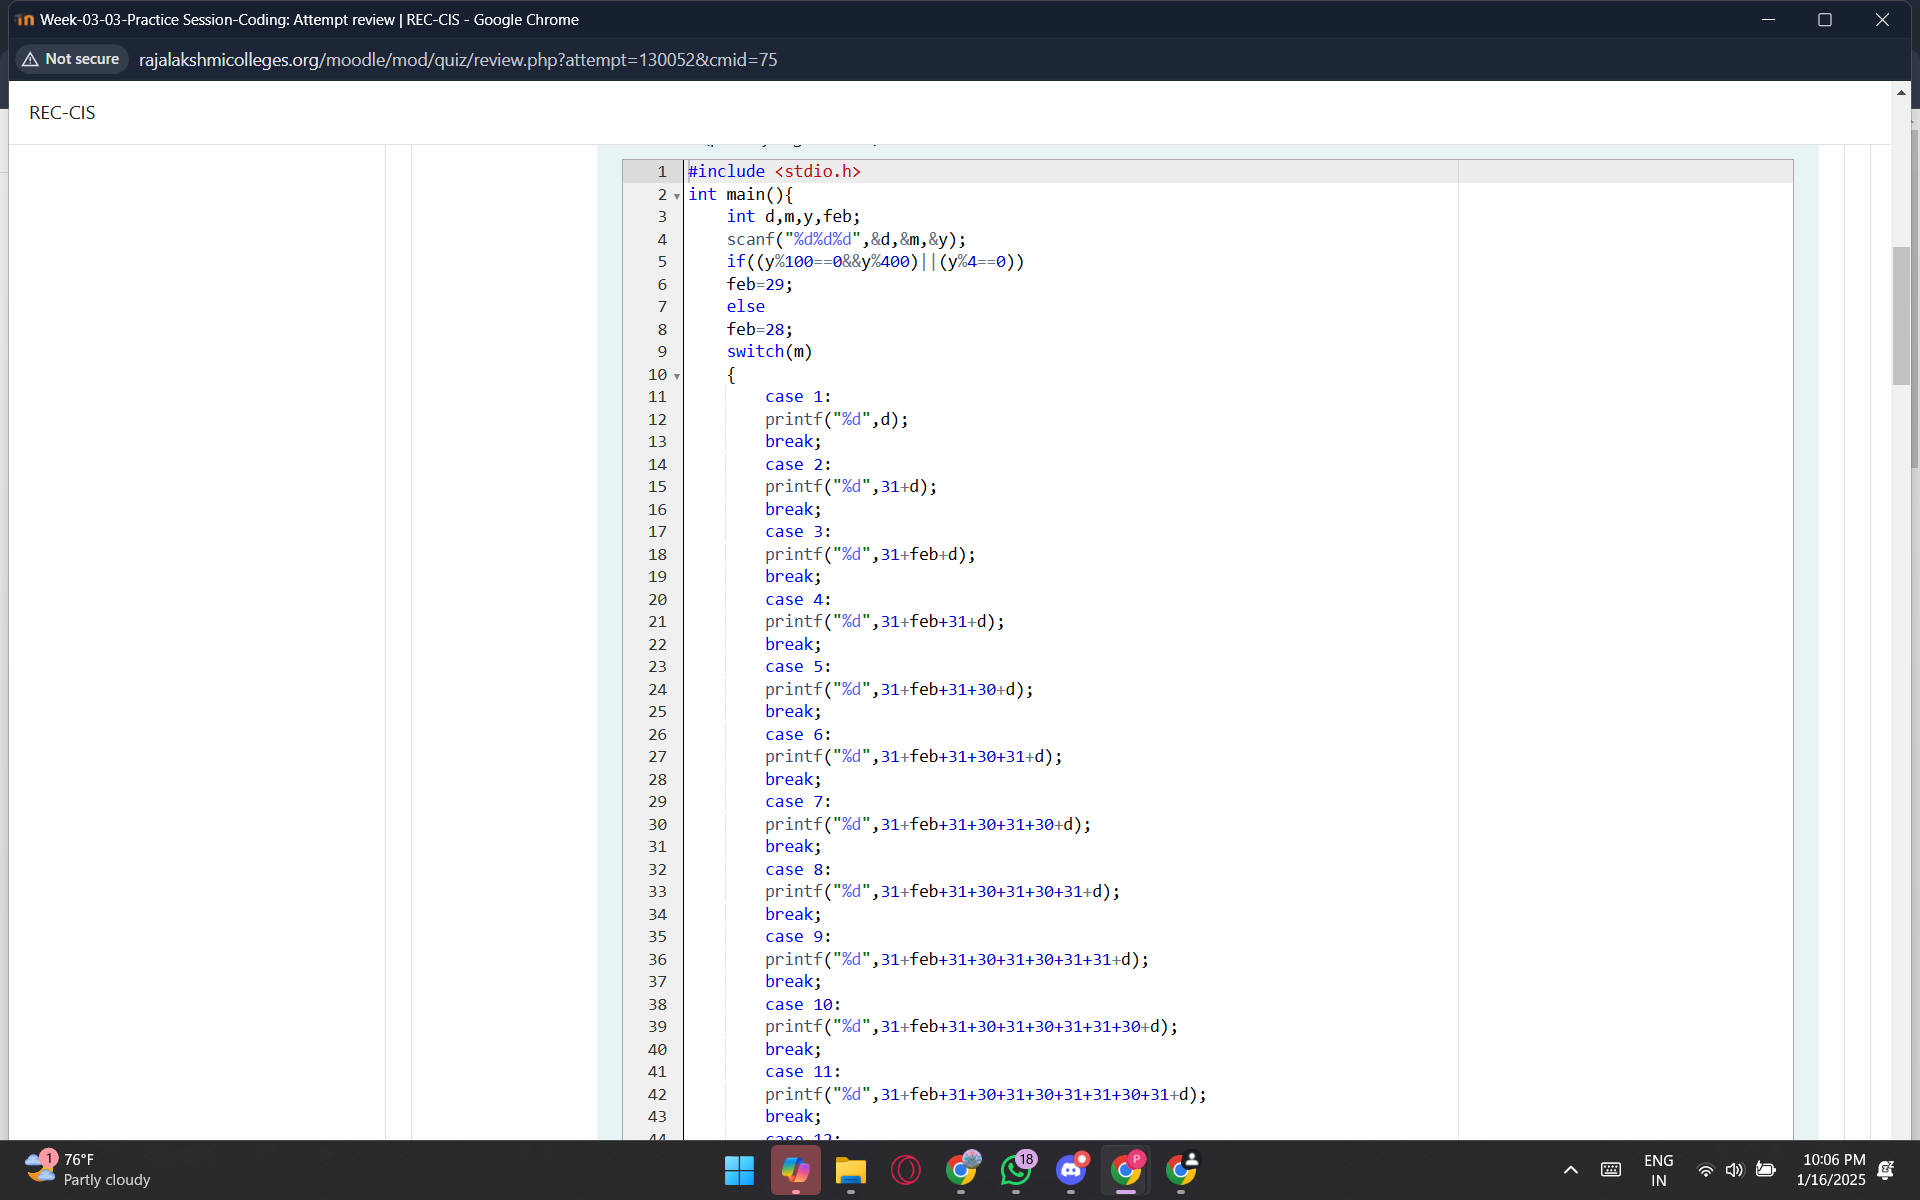 Week-03-03-Practice Session-Coding: Attempt review | REC-CIS - Google Chrome
Not secure rajalakshmicolleges.org/moodle/mod/quiz/review.php?attempt=130052&cmid=75
REC-CIS
1 #include <stdio.h>
2 int main(){
3 int d,m,y,feb;
4 scanf("%d%d%d",&d,&m,&y);
5 if((y%100==0&&y%400)||(y%4==0))
6 feb=29;
7 else
8 feb=28;
9 switch(m)
10 {
11 case 1:
12 printf("%d",d);
13 break;
14 case 2:
15 printf("%d",31+d);
16 break;
17 case 3:
18 printf("%d",31+feb+d);
19 break;
20 case 4:
21 printf("%d",31+feb+31+d);
22 break;
23 case 5:
24 printf("%d",31+feb+31+30+d);
25 break;
26 case 6:
27 printf("%d",31+feb+31+30+31+d);
28 break;
29 case 7:
30 printf("%d",31+feb+31+30+31+30+d);
31 break;
32 case 8:
33 printf("%d",31+feb+31+30+31+30+31+d);
34 break;
35 case 9:
36 printf("%d",31+feb+31+30+31+30+31+31+d);
37 break;
38 case 10:
39 printf("%d",31+feb+31+30+31+30+31+31+30+d);
40 break;
41 case 11:
42 printf("%d",31+feb+31+30+31+30+31+31+30+31+d);
43 break;
44 case 12:
1 76°F
Partly cloudy
18
P
ENG
IN
10:06 PM
1/16/2025